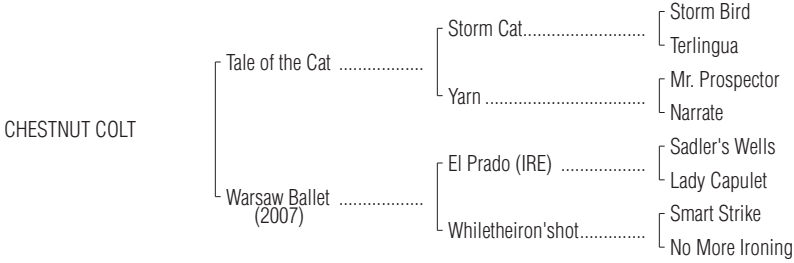 Storm Bird
Storm Cat..........................
Terlingua
Tale of the Cat ..................
Mr. Prospector
Yarn ..................................
Narrate
CHESTNUT COLT
Sadler's Wells
El Prado (IRE) ..................
Lady Capulet
Warsaw Ballet ..................
(2007)
Smart Strike
Whiletheiron'shot..............
No More Ironing